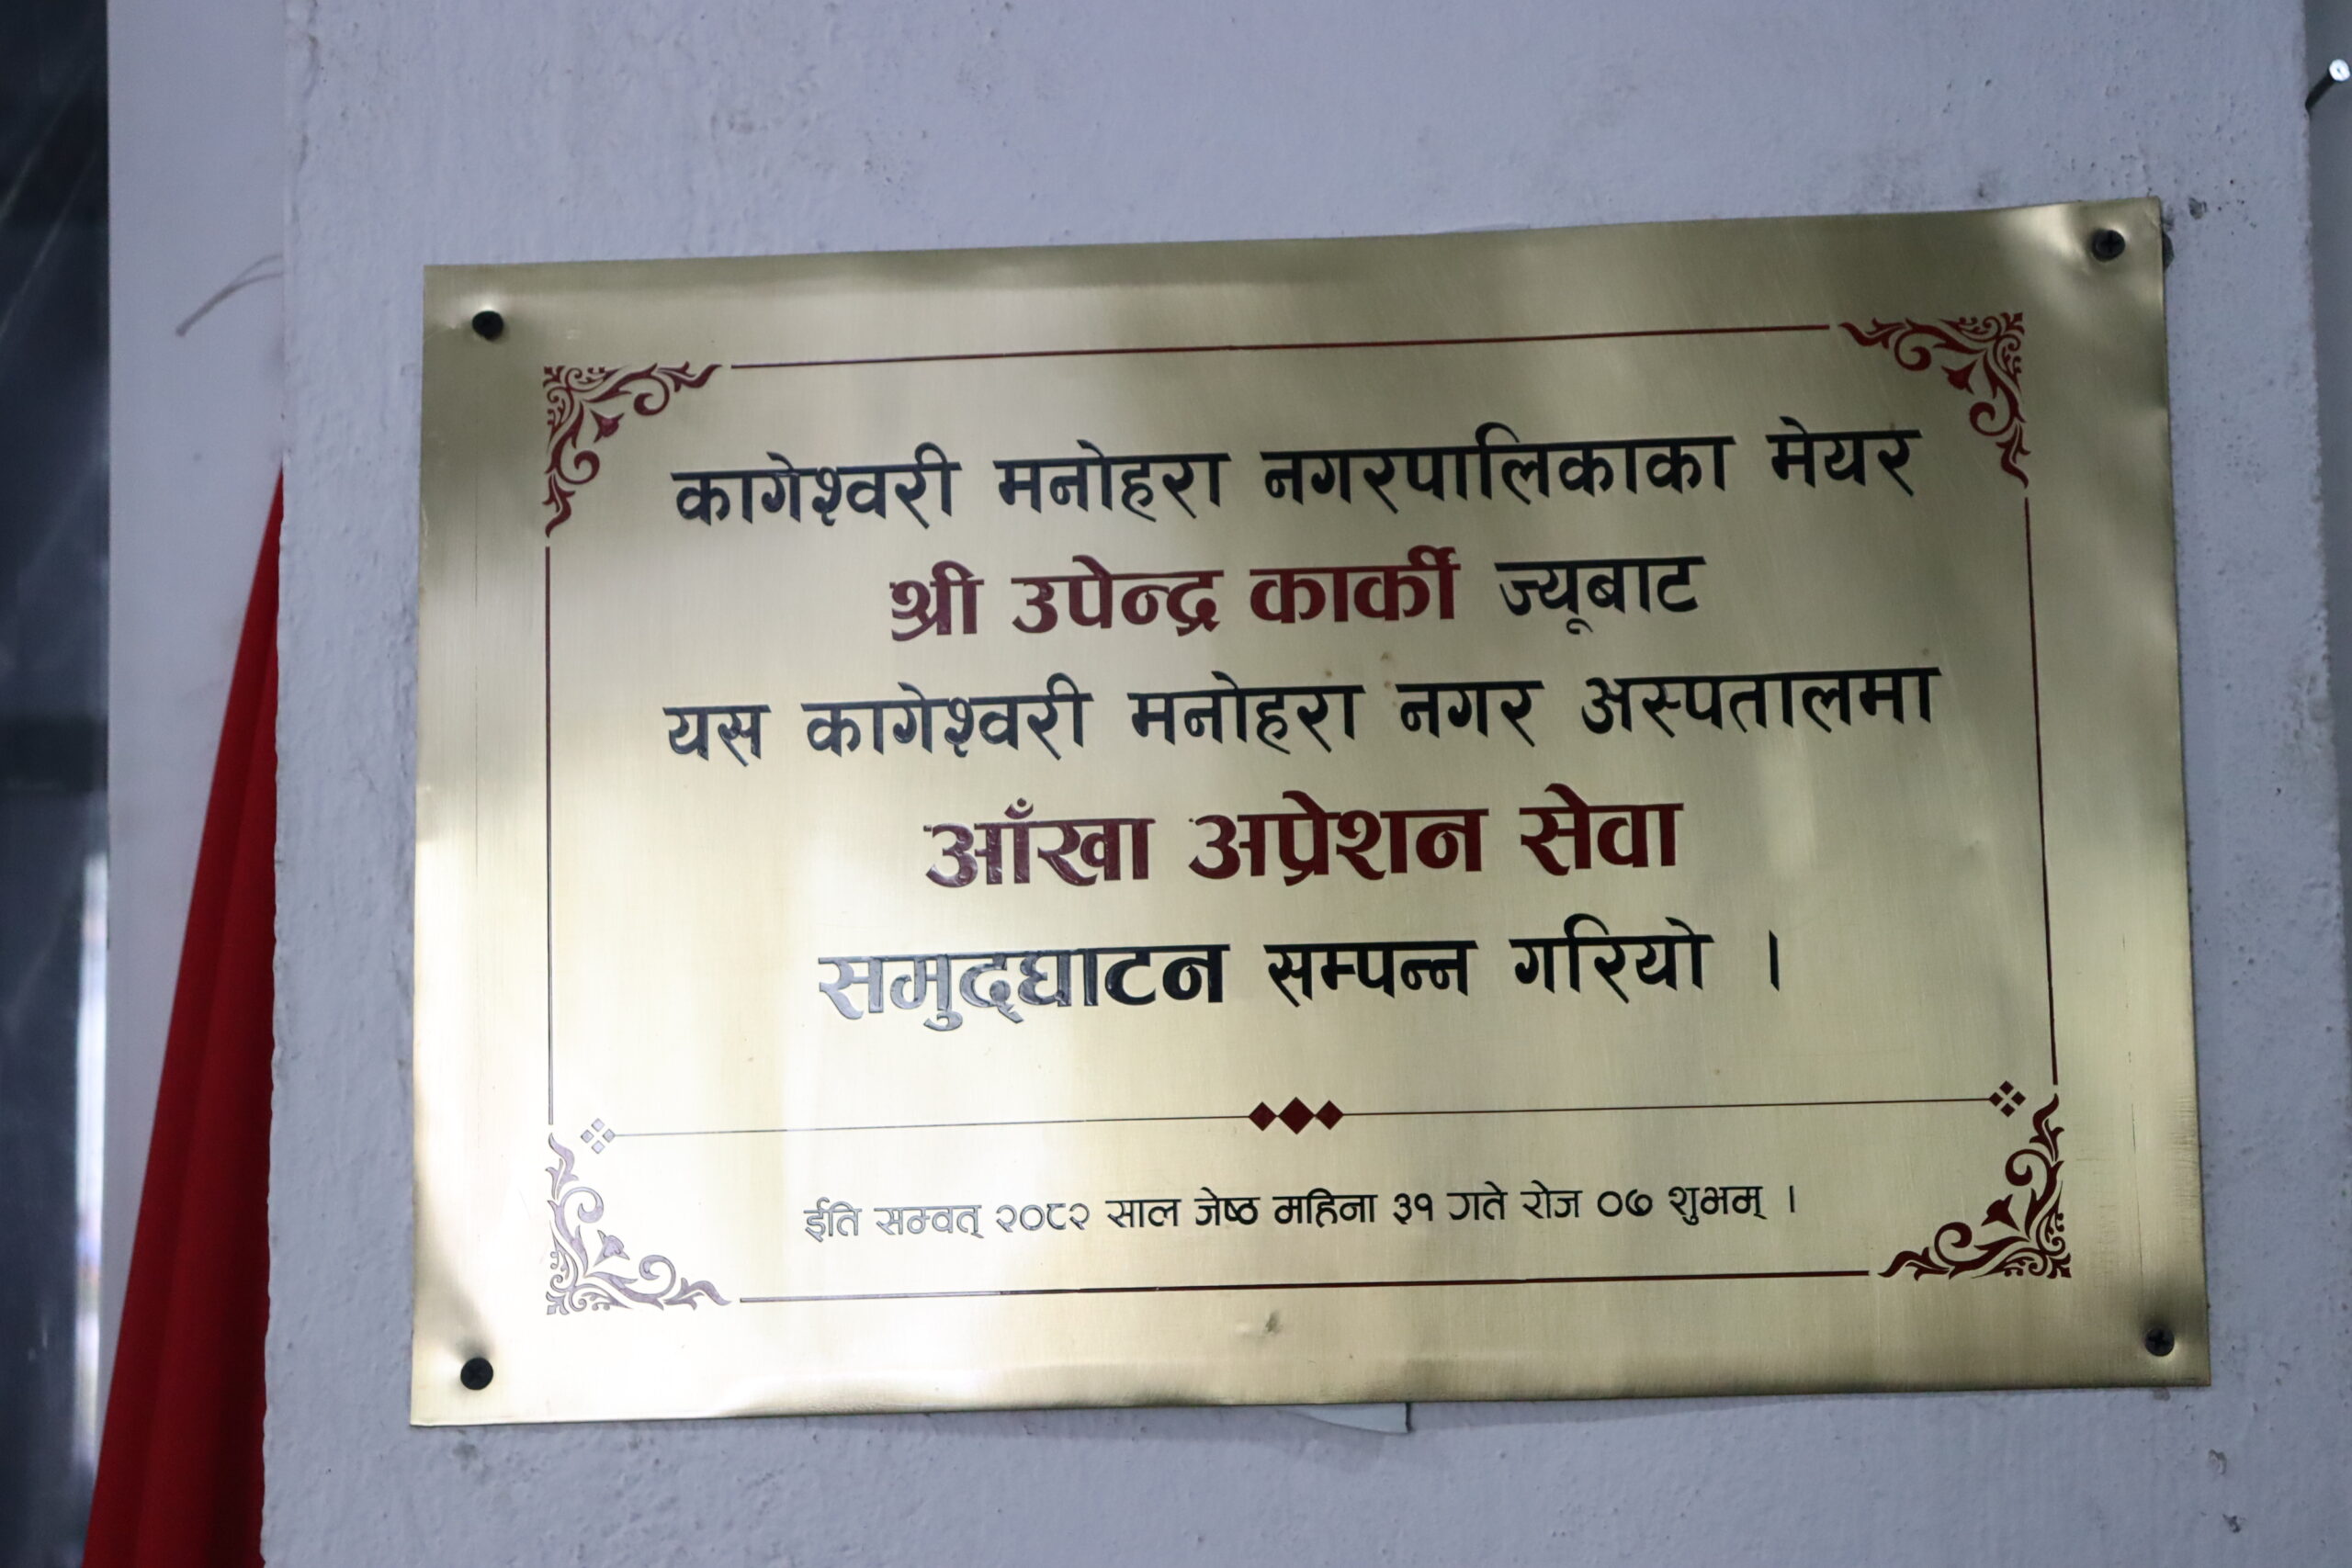 कागेश्वरी मनोहरा नगरपालिकाका मेयर
श्री उपेन्द्र कार्की ज्यूबाट
यस कागेश्वरी मनोहरा नगर अस्पतालमा
आँखा अप्रेशन सेवा
समुद्घाटन सम्पन्न गरियो ।
ईति सम्वत् २०८२ साल जेष्ठ महिना ३१ गते रोज ०७ शुभम् ।